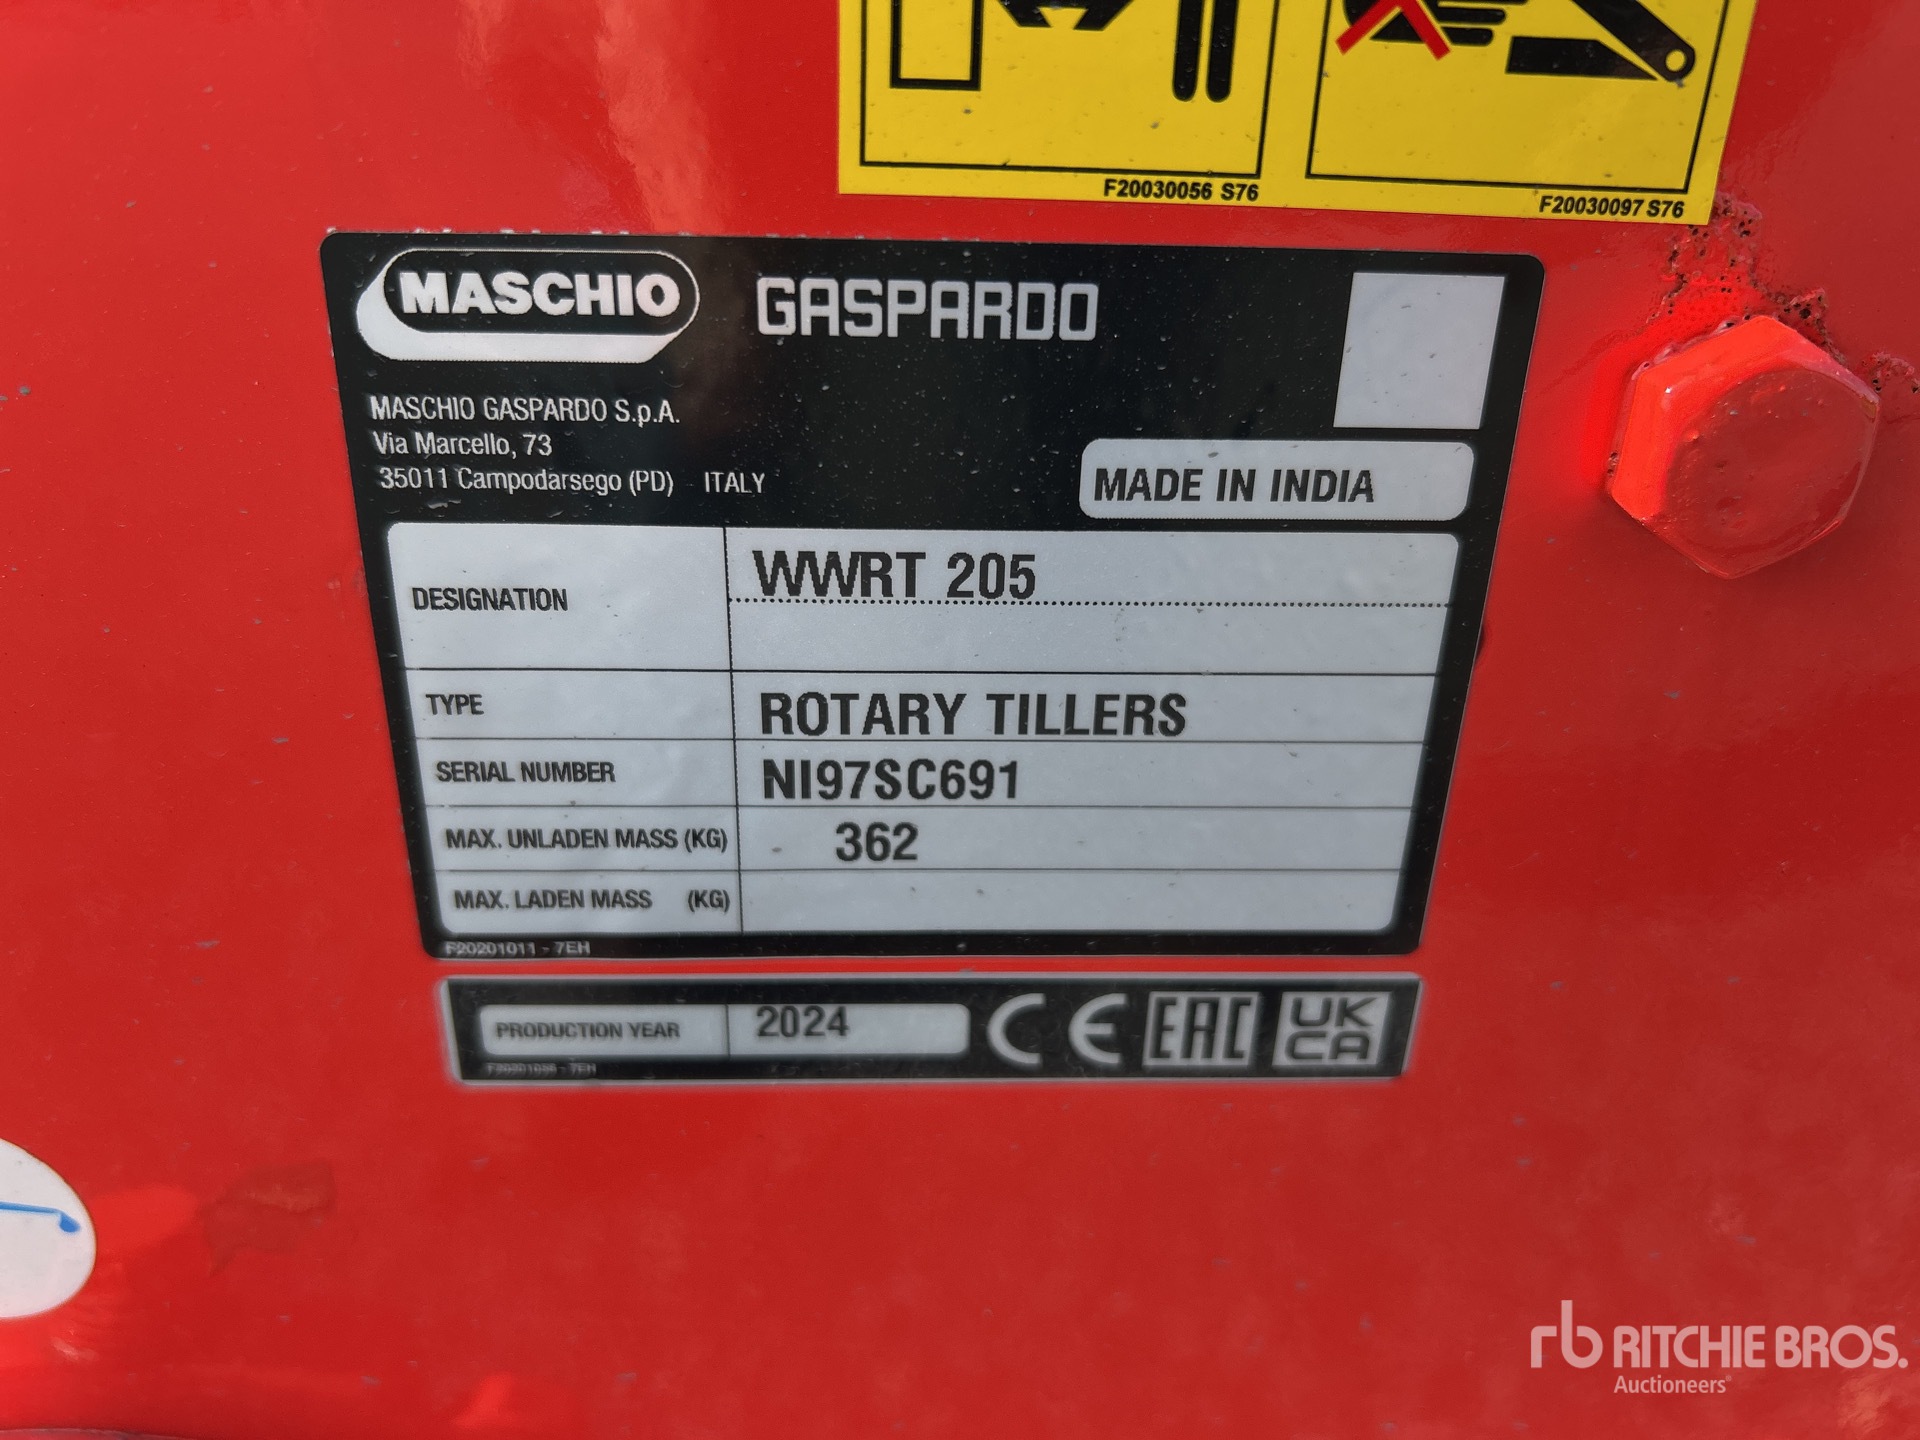 F20030056 S76
F20030097 S76
MASCHIO GASPARDO
MASCHIO GASPARDO S.p.A.
Via Marcello, 73
35011 Campodarsego (PD) ITALY
MADE IN INDIA
DESIGNATION WWRT 205
TYPE ROTARY TILLERS
SERIAL NUMBER NI97SC691
MAX. UNLADEN MASS (KG) 362
MAX. LADEN MASS (KG)
F20201011 - 7EH
PRODUCTION YEAR 2024 CE EAC UK CA
rb RITCHIE BROS.
Auctioneers